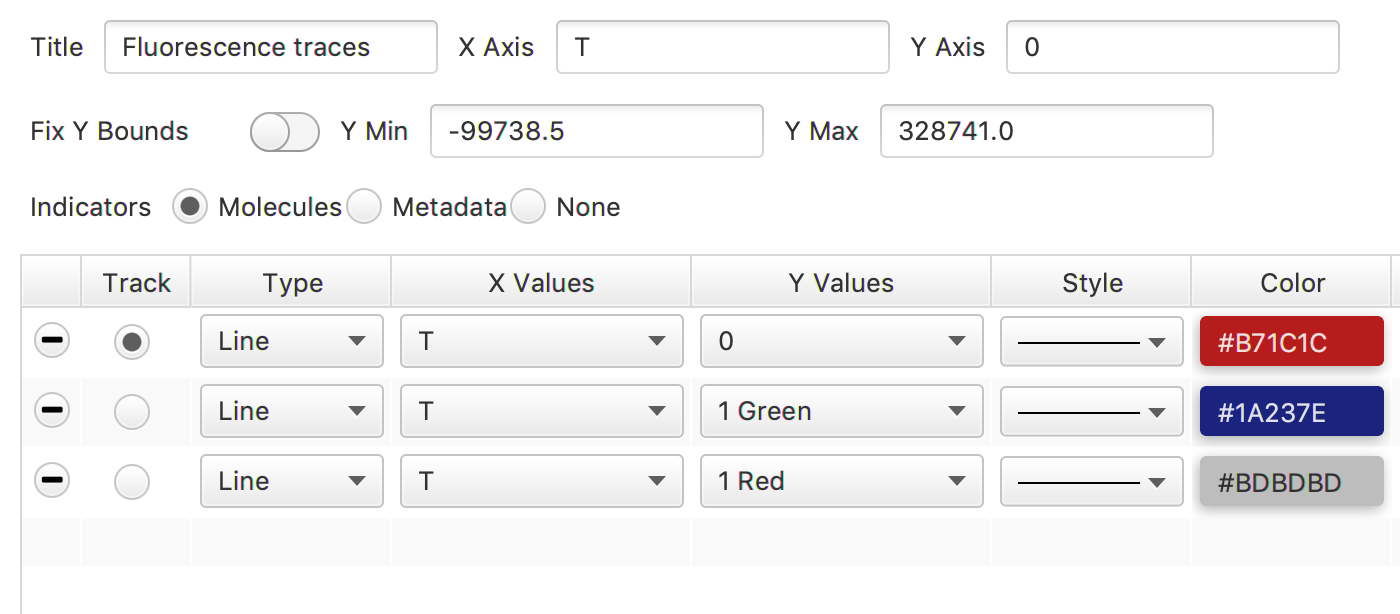 Title Fluorescence traces X Axis T Y Axis 0
Fix Y Bounds Y Min -99738.5 Y Max 328741.0
Indicators Molecules Metadata None
Track Type X Values Y Values Style Color
Line T 0 #B71C1C
Line T 1 Green #1A237E
Line T 1 Red #BDBDBD